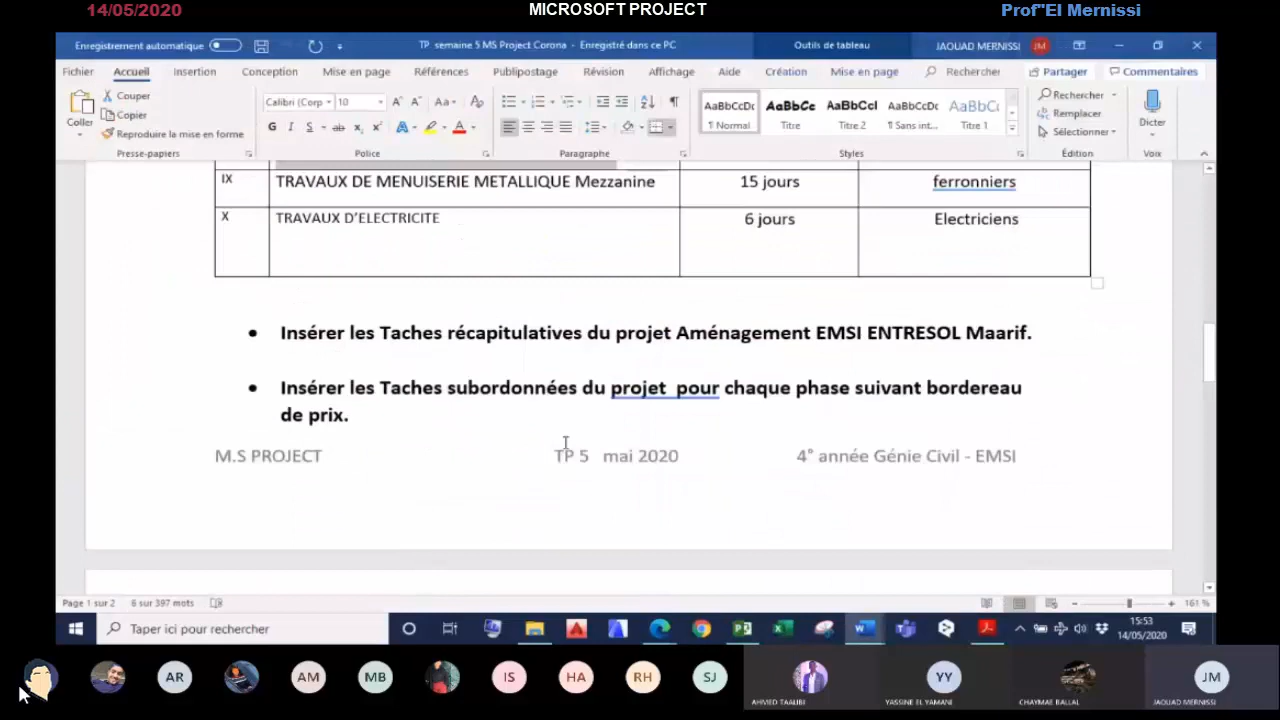 14/05/2020
MICROSOFT PROJECT
Prof"El Mernissi
Enregistrement automatique
TP semaine 5 MS Project Corona - Enregistré dans ce PC
Outils de tableau
JAOUAD MERNISSI
JM
Fichier Accueil Insertion Conception Mise en page Références Publipostage Révision Affichage Aide Création Mise en page Rechercher Partager Commentaires
Coller
Couper
Copier
Reproduire la mise en forme
Presse-papiers
Calibri (Corp 10
Police
Paragraphe
AaBbCcDc AaBbCc AaBbCcI AaBbCcDc AaBbCc
¶ Normal Titre Titre 2 ¶ Sans int... Titre 1
Styles
Rechercher
Remplacer
Sélectionner
Édition
Dicter
Voix
IX TRAVAUX DE MENUISERIE METALLIQUE Mezzanine 15 jours ferronniers
X TRAVAUX D'ELECTRICITE 6 jours Electriciens
• Insérer les Taches récapitulatives du projet Aménagement EMSI ENTRESOL Maarif.
• Insérer les Taches subordonnées du projet pour chaque phase suivant bordereau
de prix.
M.S PROJECT TP 5 mai 2020 4° année Génie Civil - EMSI
Page 1 sur 2 6 sur 397 mots 161 %
Taper ici pour rechercher
15:53
14/05/2020
AR AM MB IS HA RH SJ YY JM
AHMED TAALIBI YASSINE EL YAMANI CHAYMAE BALLAL JAOUAD MERNISSI